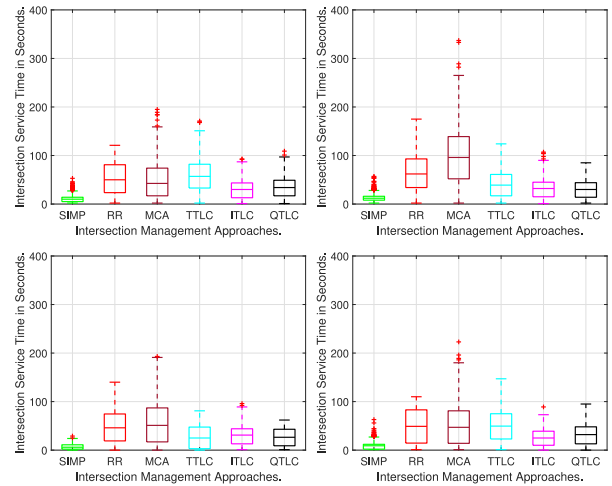 400
300
200
100
0
Intersection Service Time in Seconds.
SIMP RR MCA TTLC ITLC QTLC
Intersection Management Approaches.
400
300
200
100
0
Intersection Service Time in Seconds.
SIMP RR MCA TTLC ITLC QTLC
Intersection Management Approaches.
400
300
200
100
0
Intersection Service Time in Seconds.
SIMP RR MCA TTLC ITLC QTLC
Intersection Management Approaches.
400
300
200
100
0
Intersection Service Time in Seconds.
SIMP RR MCA TTLC ITLC QTLC
Intersection Management Approaches.